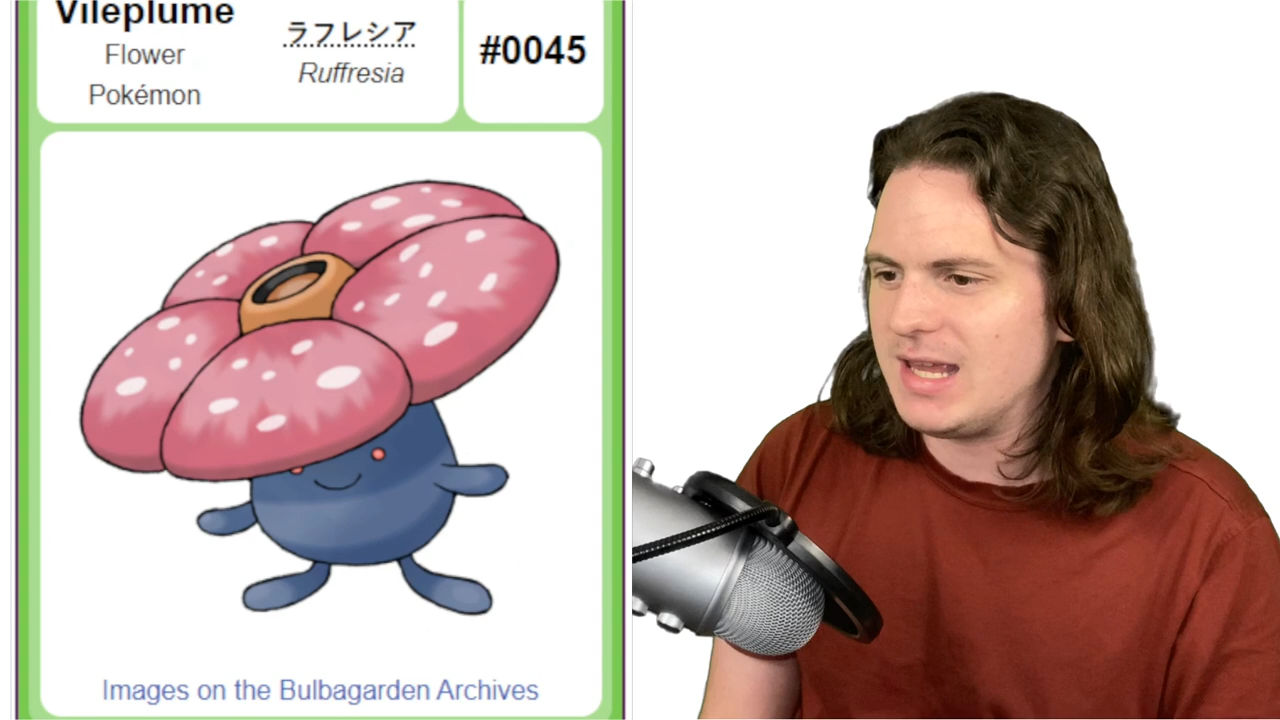 Vileplume
Flower
Pokémon
ラフレシア
Ruffresia
#0045
Images on the Bulbagarden Archives